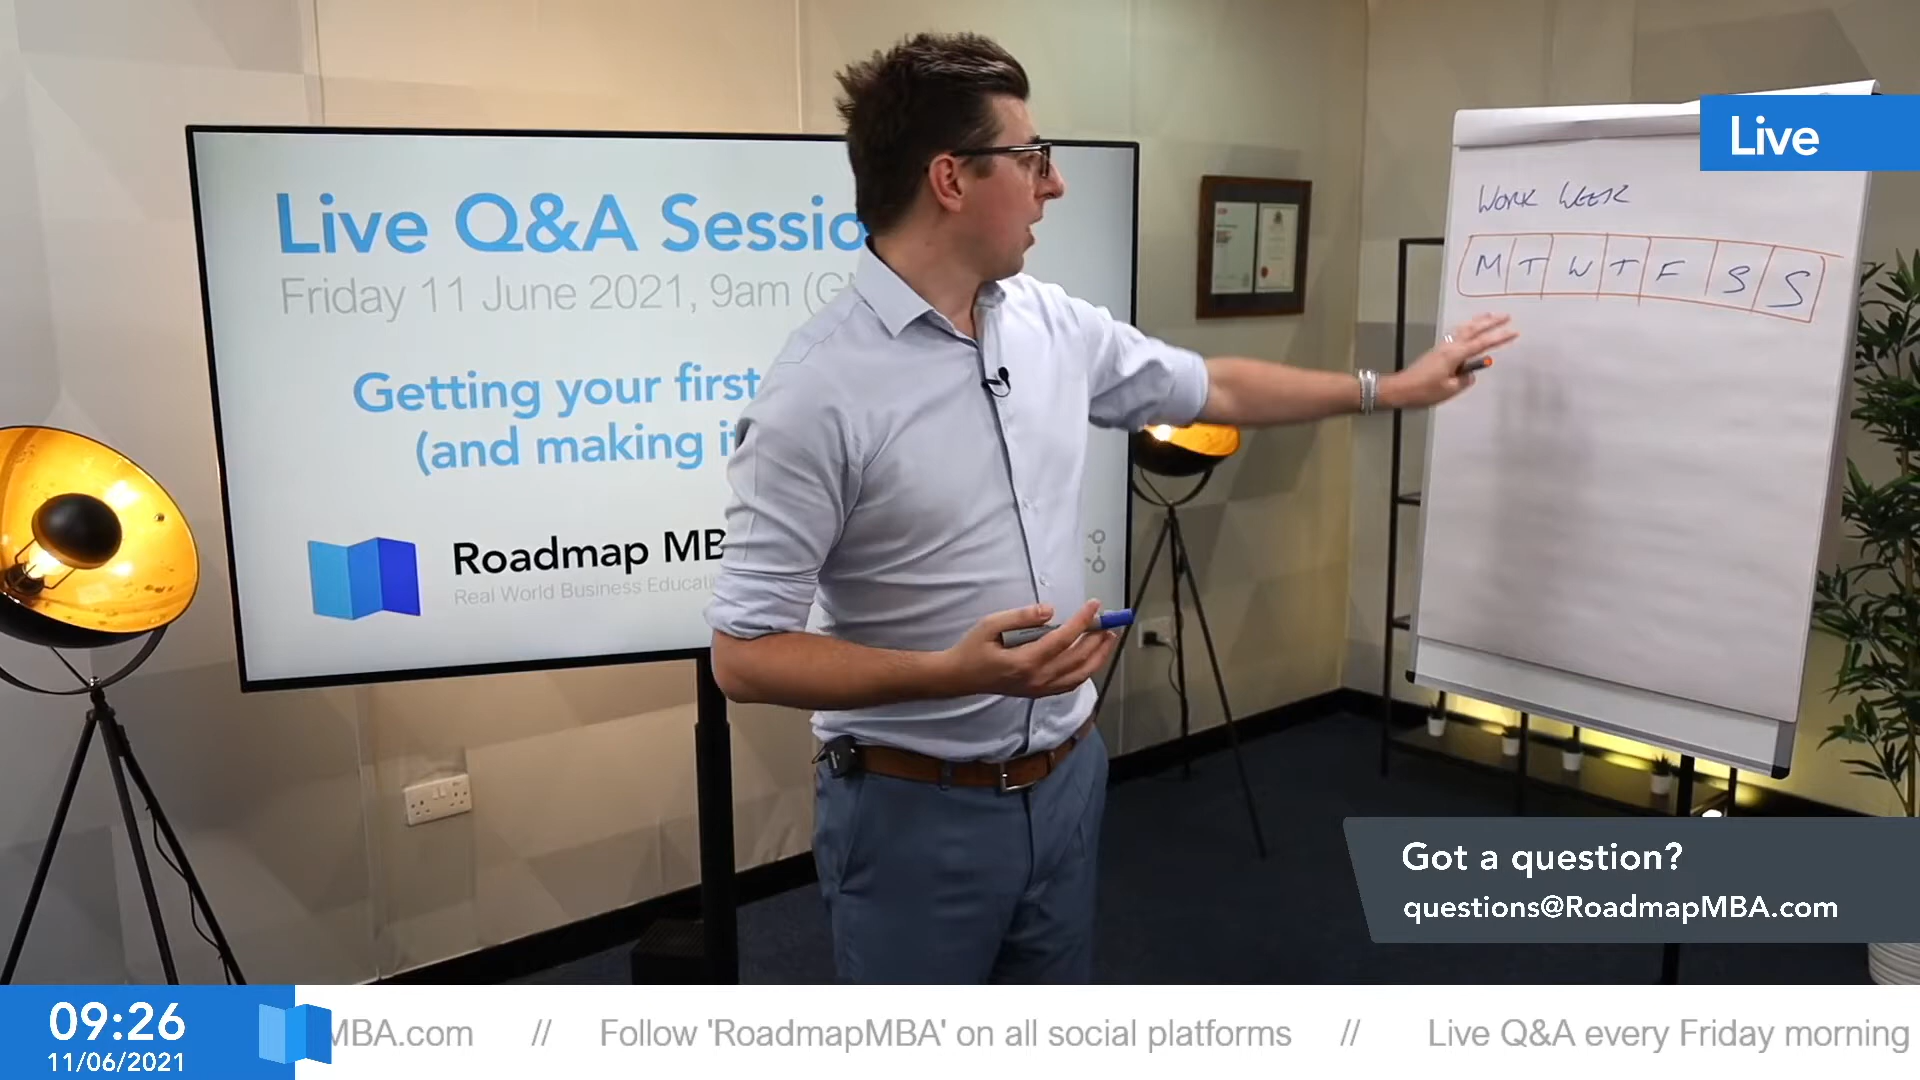 Live Q&A Sessio
Friday 11 June 2021, 9am (G
Getting your first
(and making i
Roadmap MB
Real World Business Educati
Live
WORK WEEK
M T W T F S S
Got a question?
questions@RoadmapMBA.com
09:26
11/06/2021
MBA.com // Follow 'RoadmapMBA' on all social platforms // Live Q&A every Friday morning